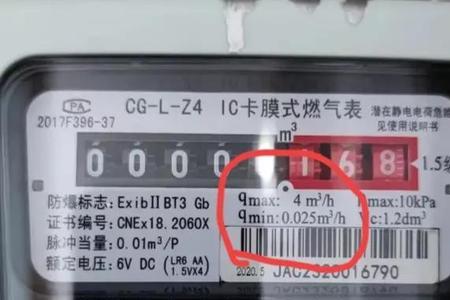 PA
CG-L-Z4 IC卡膜式燃气表
2017F396-37
潜在静电电荷危险
见使用说明书
m³
0 0 0 0 1 6 8
1.5级
防爆标志: ExibⅡBT3 Gb
qmax: 4 m³/h
Pmax:10kPa
证书编号: CNEx18.2060X
qmin: 0.025m³/h
Vc:1.2dm³
脉冲当量: 0.01m³/P
额定电压: 6V DC (LR6 AA 1.5VX4)
2020.5
JAC2320016790